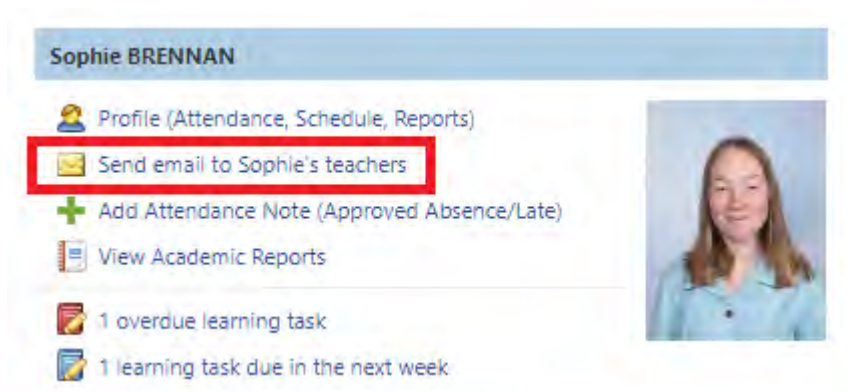 Sophie BRENNAN
Profile (Attendance, Schedule, Reports)
Send email to Sophie's teachers
Add Attendance Note (Approved Absence/Late)
View Academic Reports
1 overdue learning task
1 learning task due in the next week